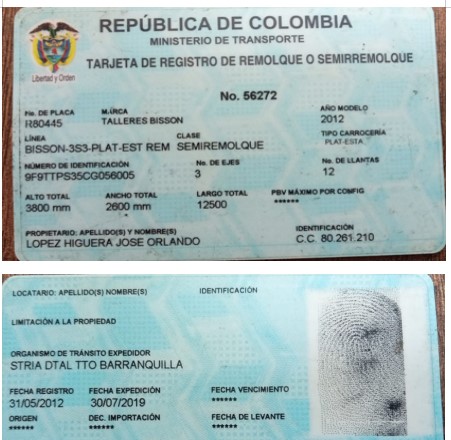 REPÚBLICA DE COLOMBIA
MINISTERIO DE TRANSPORTE
TARJETA DE REGISTRO DE REMOLQUE O SEMIRREMOLQUE
Libertad y Orden
No. 56272
No. DE PLACA MARCA AÑO MODELO
R80445 TALLERES BISSON 2012
LÍNEA CLASE TIPO CARROCERÍA
BISSON-3S3-PLAT-EST REM SEMIREMOLQUE PLAT-ESTA
NÚMERO DE IDENTIFICACIÓN No. DE EJES No. DE LLANTAS
9F9TTPS35CG056005 3 12
ALTO TOTAL ANCHO TOTAL LARGO TOTAL PBV MÁXIMO POR CONFIG
3800 mm 2600 mm 12500 ******
PROPIETARIO: APELLIDO(S) Y NOMBRE(S) IDENTIFICACIÓN
LOPEZ HIGUERA JOSE ORLANDO C.C. 80.261.210
LOCATARIO: APELLIDO(S) NOMBRE(S) IDENTIFICACIÓN
LIMITACIÓN A LA PROPIEDAD
ORGANISMO DE TRÁNSITO EXPEDIDOR
STRIA DTAL TTO BARRANQUILLA
FECHA REGISTRO FECHA EXPEDICIÓN FECHA VENCIMIENTO
31/05/2012 30/07/2019 ******
ORIGEN DEC. IMPORTACIÓN FECHA DE LEVANTE
****** ****** ******